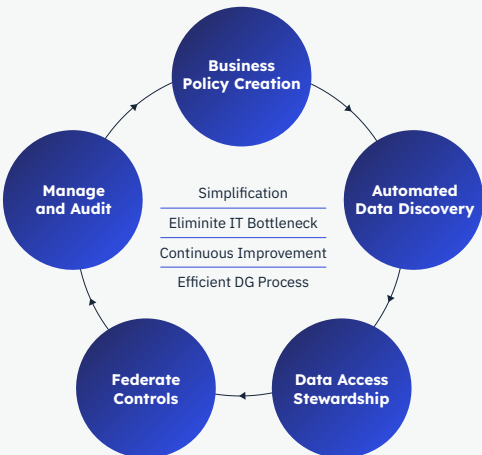 Business
Policy Creation
Automated
Data Discovery
Data Access
Stewardship
Federate
Controls
Manage
and Audit
Simplification
Eliminite IT Bottleneck
Continuous Improvement
Efficient DG Process